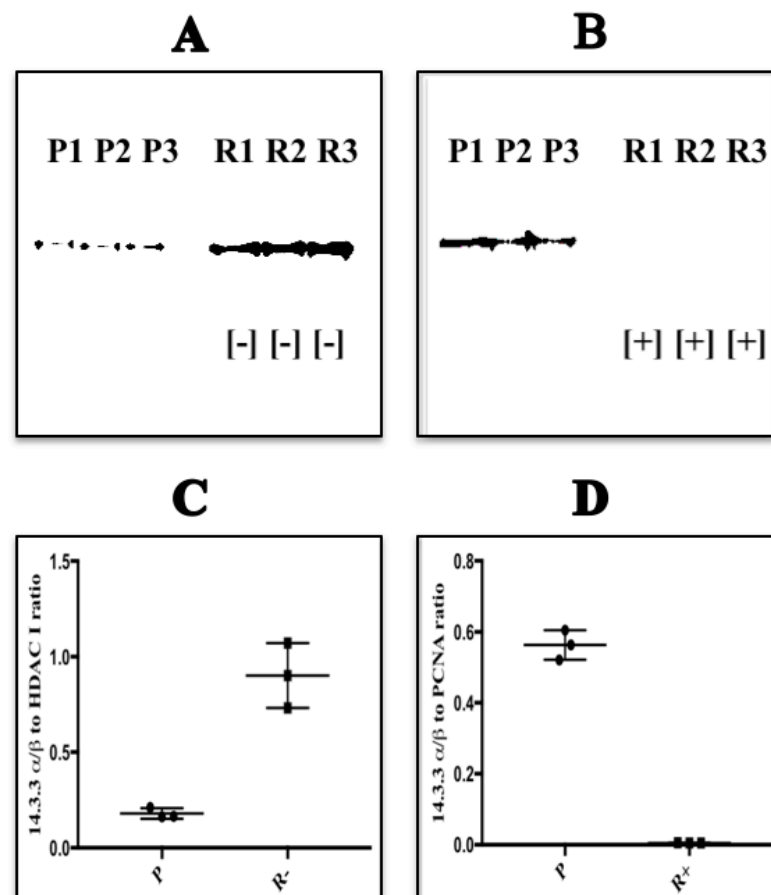 A
B
P1 P2 P3 R1 R2 R3
[-] [-] [-]
P1 P2 P3 R1 R2 R3
[+] [+] [+]
C
D
14.3.3 α/β to HDAC I ratio
1.5
1.0
0.5
0.0
P
R-
14.3.3 α/β to PCNA ratio
0.8
0.6
0.4
0.2
0.0
P
R+